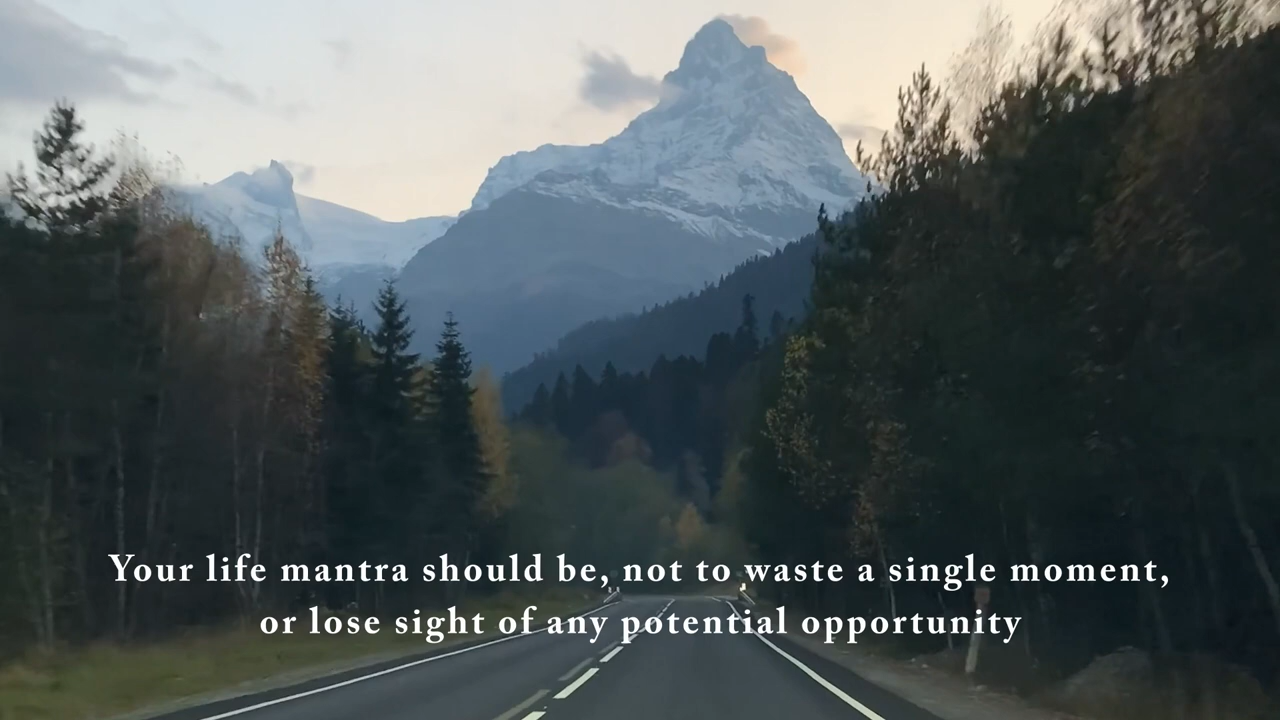 Your life mantra should be, not to waste a single moment,
or lose sight of any potential opportunity